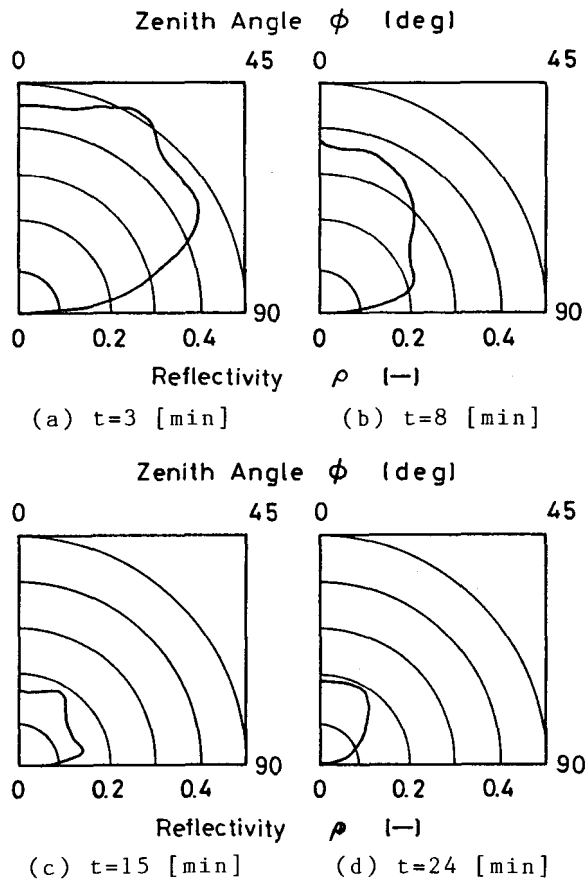 Zenith Angle ϕ (deg)
0 45 0 45
90 90
0 0.2 0.4 0 0.2 0.4
Reflectivity ρ (—)
(a) t=3 [min] (b) t=8 [min]
Zenith Angle ϕ (deg)
0 45 0 45
90 90
0 0.2 0.4 0 0.2 0.4
Reflectivity ρ (—)
(c) t=15 [min] (d) t=24 [min]